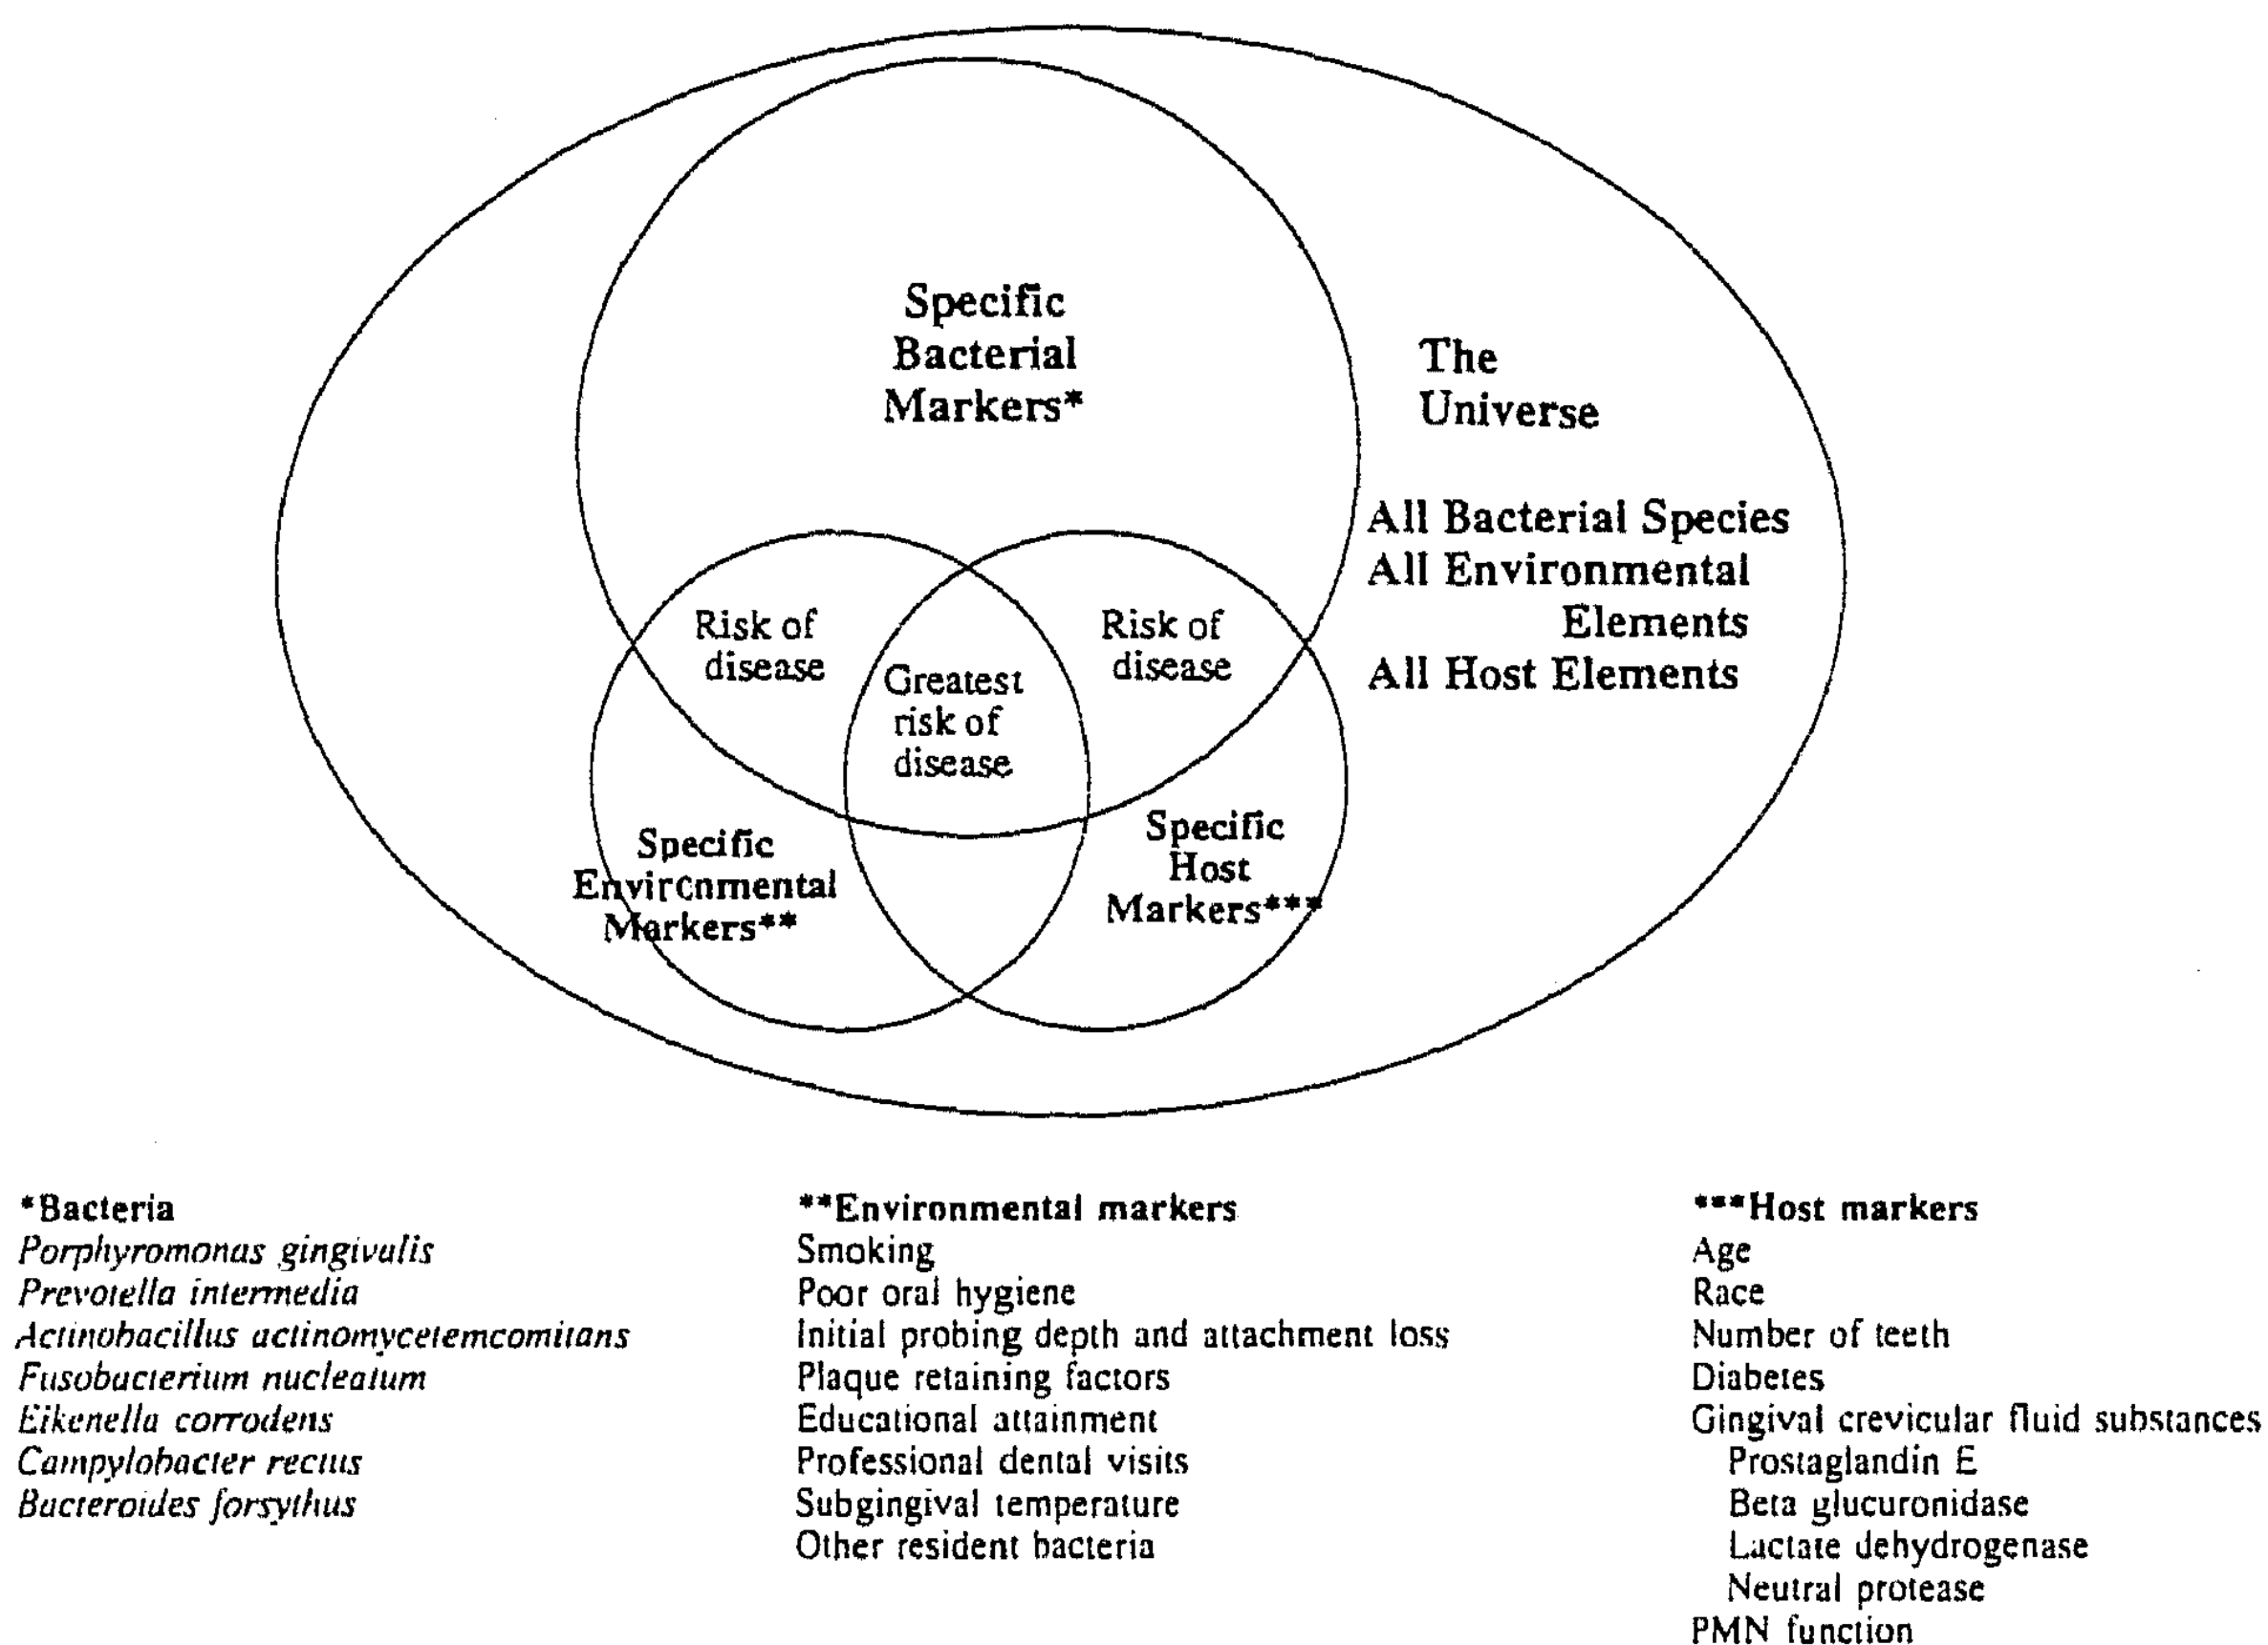 Specific
Bacterial
Markers*
The
Universe
All Bacterial Species
All Environmental
Elements
All Host Elements
Risk of
disease
Greatest
risk of
disease
Risk of
disease
Specific
Environmental
Markers**
Specific
Host
Markers***
*Bacteria
Porphyromonas gingivalis
Prevotella intermedia
Actinobacillus actinomycetemcomitans
Fusobacterium nucleatum
Eikenella corrodens
Campylobacter rectus
Bacteroides forsythus
**Environmental markers
Smoking
Poor oral hygiene
Initial probing depth and attachment loss
Plaque retaining factors
Educational attainment
Professional dental visits
Subgingival temperature
Other resident bacteria
***Host markers
Age
Race
Number of teeth
Diabetes
Gingival crevicular fluid substances
Prostaglandin E
Beta glucuronidase
Lactate dehydrogenase
Neutral protease
PMN function